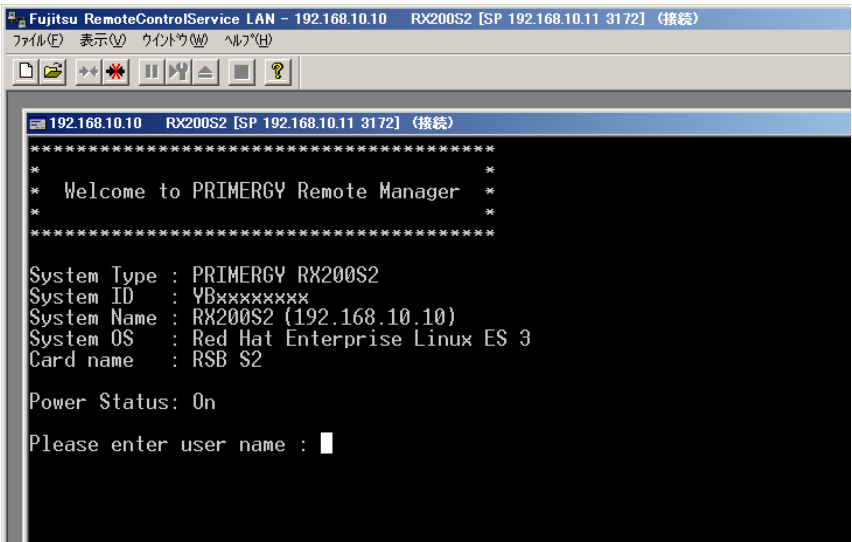 Fujitsu RemoteControlService LAN - 192.168.10.10 RX200S2 [SP 192.168.10.11 3172] (接続)
ファイル(F) 表示(V) ウインドウ(W) ヘルプ(H)
192.168.10.10 RX200S2 [SP 192.168.10.11 3172] (接続)
****************************************
* *
* Welcome to PRIMERGY Remote Manager *
* *
****************************************
System Type : PRIMERGY RX200S2
System ID : YBxxxxxxxx
System Name : RX200S2 (192.168.10.10)
System OS : Red Hat Enterprise Linux ES 3
Card name : RSB S2
Power Status: On
Please enter user name :